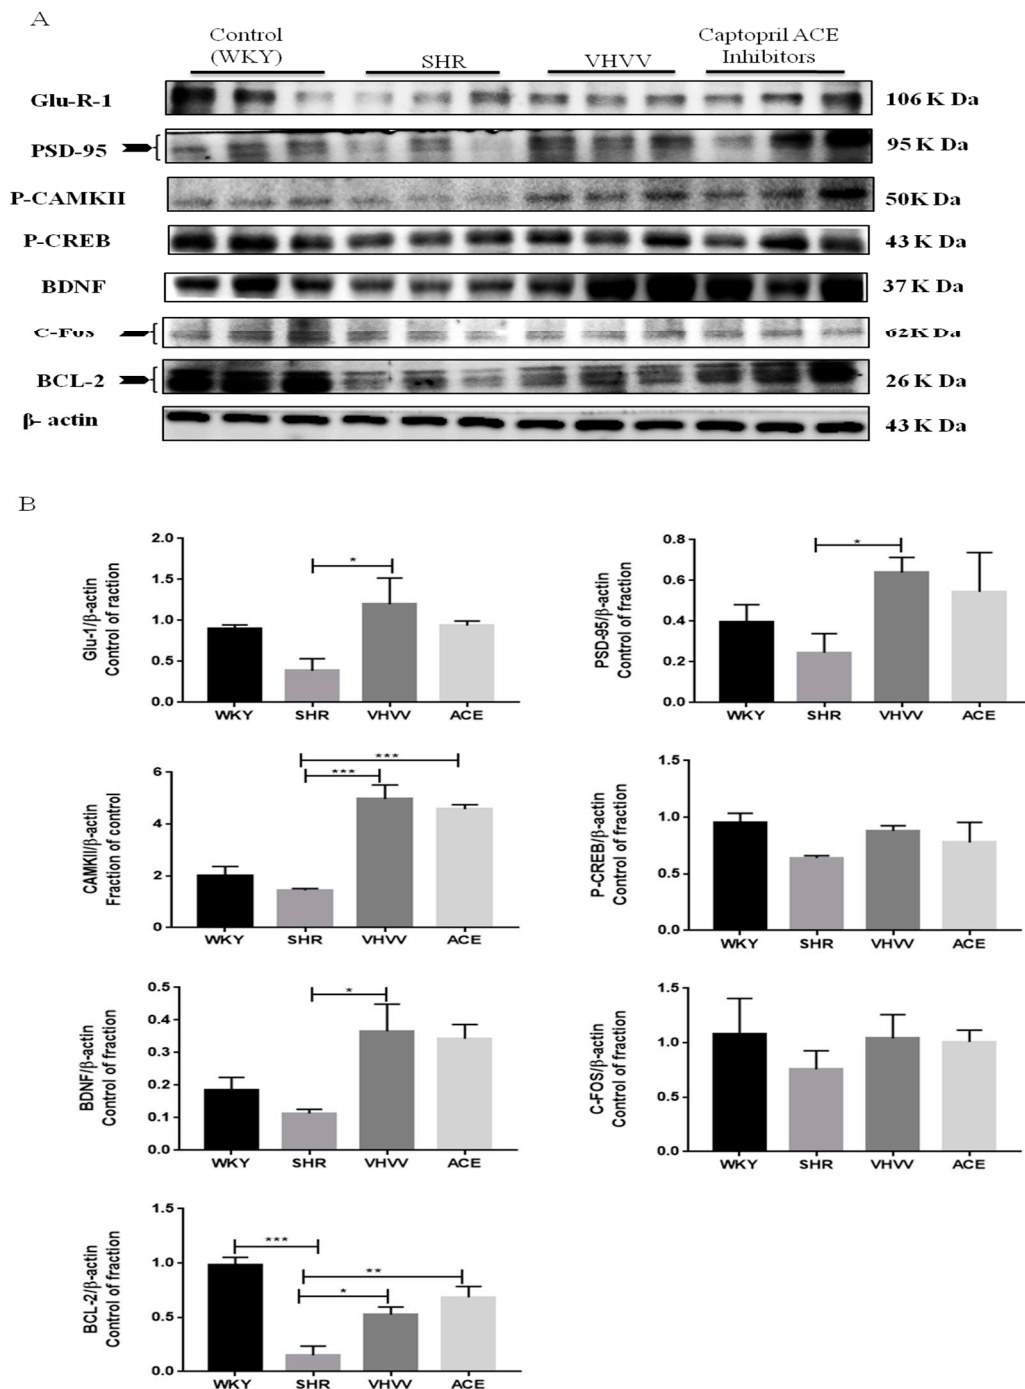 A
Control
(WKY)
SHR
VHVV
Captopril ACE
Inhibitors
Glu-R-1
106 K Da
PSD-95
95 K Da
P-CAMKII
50K Da
P-CREB
43 K Da
BDNF
37 K Da
C-Fos
62K Da
BCL-2
26 K Da
β- actin
43 K Da
B
Glu-1/β-actin
Control of raction
2.0
1.5
1.0
0.5
0.0
*
WKY SHR VHVV ACE
PSD-95/β-actin
Control of fraction
0.8
0.6
0.4
0.2
0.0
*
WKY SHR VHVV ACE
CAMKII/β-actin
Fraction of control
6
4
2
0
***
***
WKY SHR VHVV ACE
P-CREB/β-actin
Control of fraction
1.5
1.0
0.5
0.0
WKY SHR VHVV ACE
BDNF/β-actin
Control of fraction
0.5
0.4
0.3
0.2
0.1
0.0
*
WKY SHR VHVV ACE
C-FOS/β-actin
Control of fraction
1.5
1.0
0.5
0.0
WKY SHR VHVV ACE
BCL-2/β-actin
Control of fraction
1.5
1.0
0.5
0.0
***
**
*
WKY SHR VHVV ACE